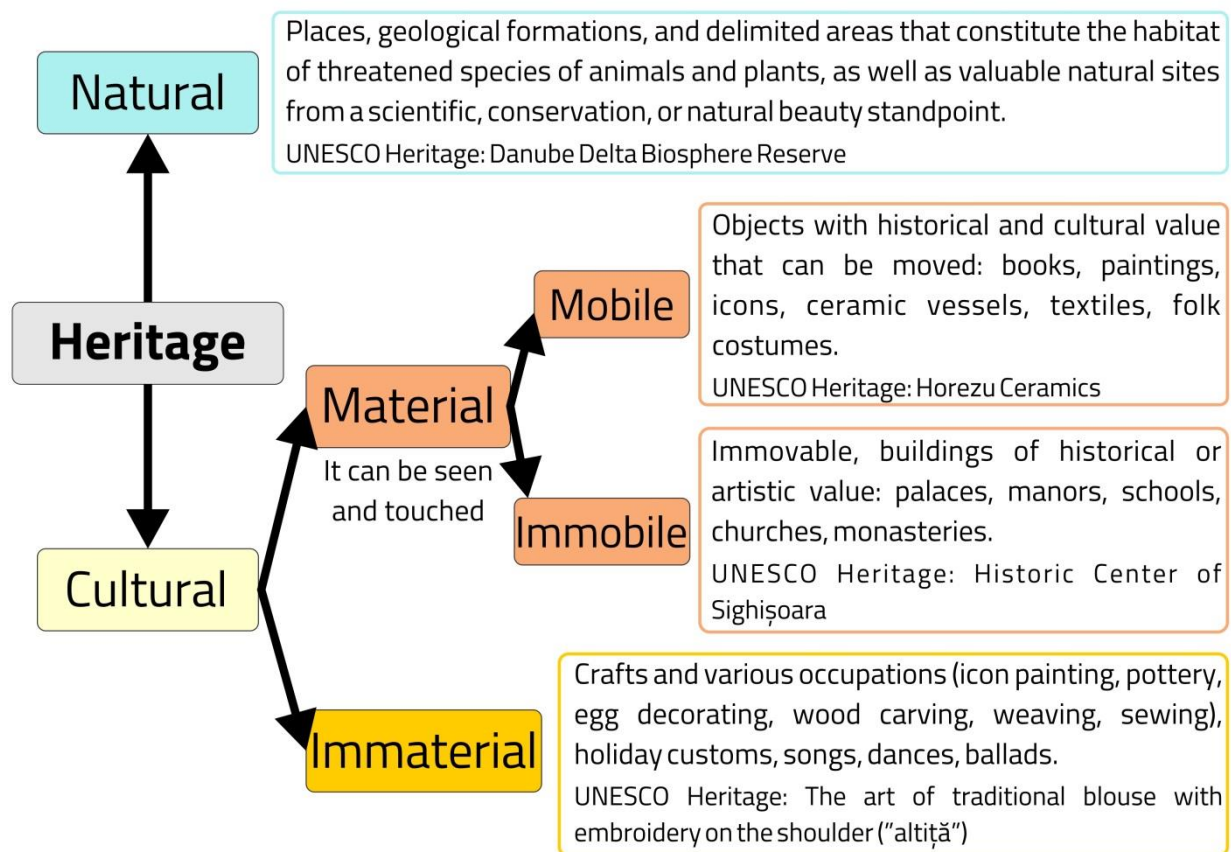 Natural
Places, geological formations, and delimited areas that constitute the habitat
of threatened species of animals and plants, as well as valuable natural sites
from a scientific, conservation, or natural beauty standpoint.
UNESCO Heritage: Danube Delta Biosphere Reserve
Heritage
Cultural
Material
It can be seen
and touched
Mobile
Objects with historical and cultural value
that can be moved: books, paintings,
icons, ceramic vessels, textiles, folk
costumes.
UNESCO Heritage: Horezu Ceramics
Immobile
Immovable, buildings of historical or
artistic value: palaces, manors, schools,
churches, monasteries.
UNESCO Heritage: Historic Center of
Sighișoara
Immaterial
Crafts and various occupations (icon painting, pottery,
egg decorating, wood carving, weaving, sewing),
holiday customs, songs, dances, ballads.
UNESCO Heritage: The art of traditional blouse with
embroidery on the shoulder (”altiță”)